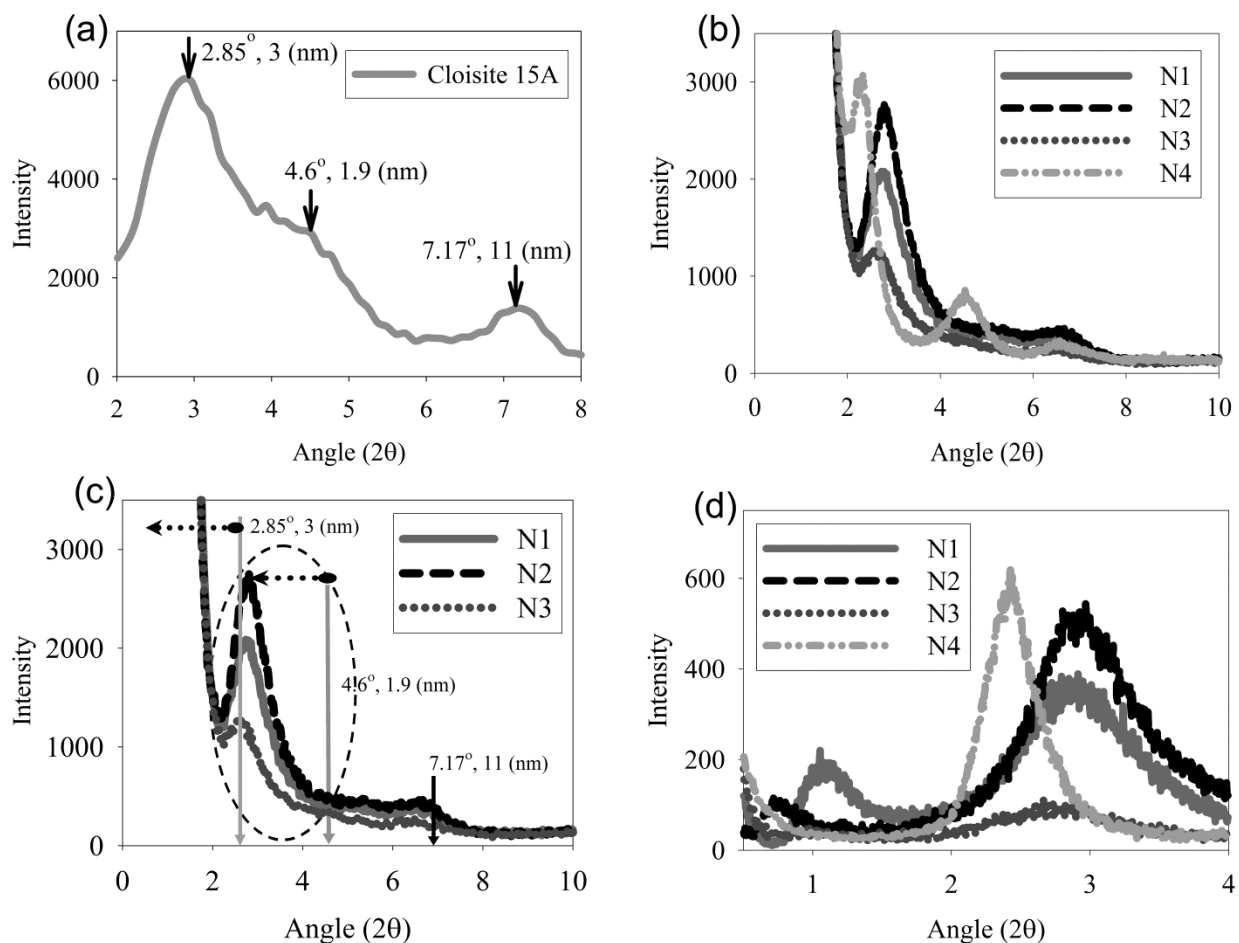 (a)
2.85°, 3 (nm)
Cloisite 15A
4.6°, 1.9 (nm)
7.17°, 11 (nm)
Intensity
6000
4000
2000
0
2 3 4 5 6 7 8
Angle (2θ)
(b)
N1
N2
N3
N4
Intensity
3000
2000
1000
0
0 2 4 6 8 10
Angle (2θ)
(c)
2.85°, 3 (nm)
N1
N2
N3
4.6°, 1.9 (nm)
7.17°, 11 (nm)
Intensity
3000
2000
1000
0
0 2 4 6 8 10
Angle (2θ)
(d)
N1
N2
N3
N4
Intensity
600
400
200
0
1 2 3 4
Angle (2θ)